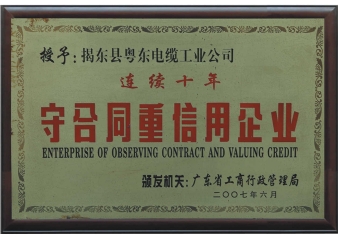 授予:揭东县粤东电缆工业公司
连续十年
守合同重信用企业
ENTERPRISE OF OBSERVING CONTRACT AND VALUING CREDIT
颁发机关:广东省工商行政管理局
二〇〇七年六月